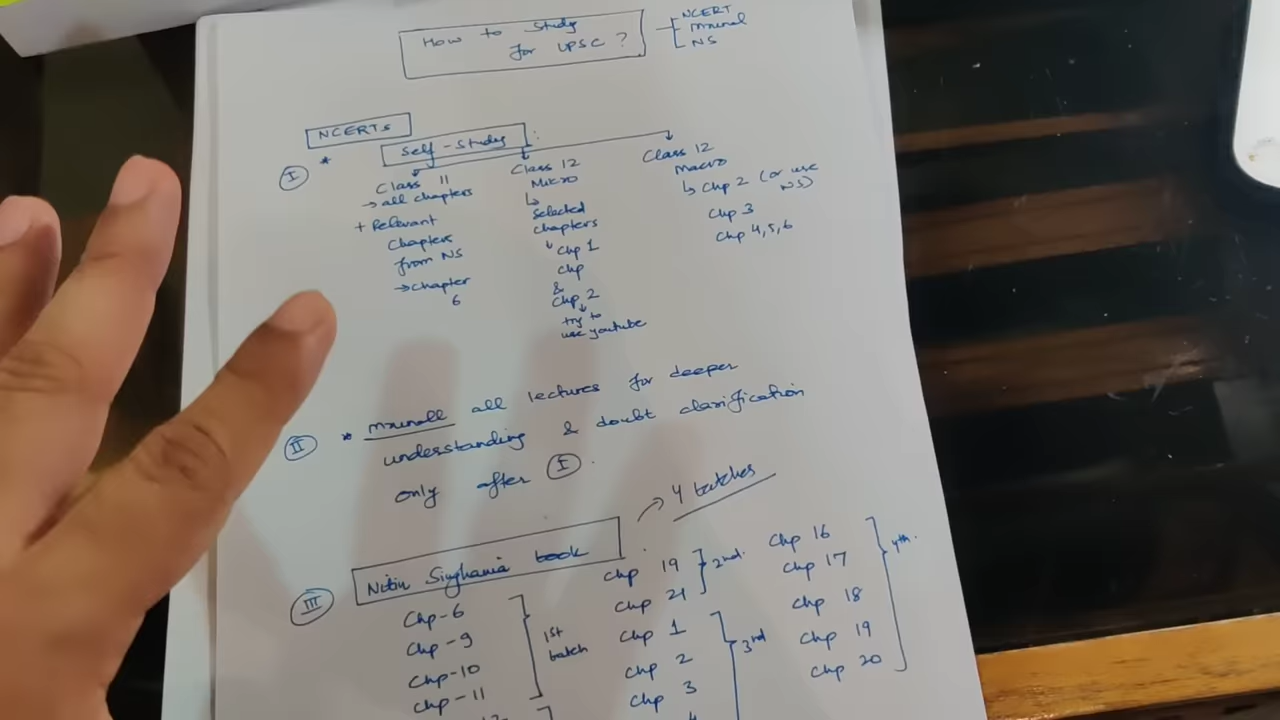 How to study
for UPSC?
NCERT
Mrunal
NS
NCERTs
I * Self-Study:
Class 11
→ all chapters
+ Relevant
chapters
from NS
→ chapter
6
Class 12
Micro
↳
selected
chapters
↓ Chp 1
Chp
&
Chp 2
↓
try to
use youtube
Class 12
Macro
↳ Chp 2 (or use
NS)
Chp 3
Chp 4,5,6
II * Mrunall all lectures for deeper
understanding & doubt clarification
only after I.
III Nitin Singhania book → 4 batches
Chp-6
Chp-9
Chp-10
Chp-11
1st
batch
Chp 19
Chp 21
2nd.
Chp 1
Chp 2
Chp 3
4
3rd
Chp 16
Chp 17
Chp 18
Chp 19
Chp 20
4th.